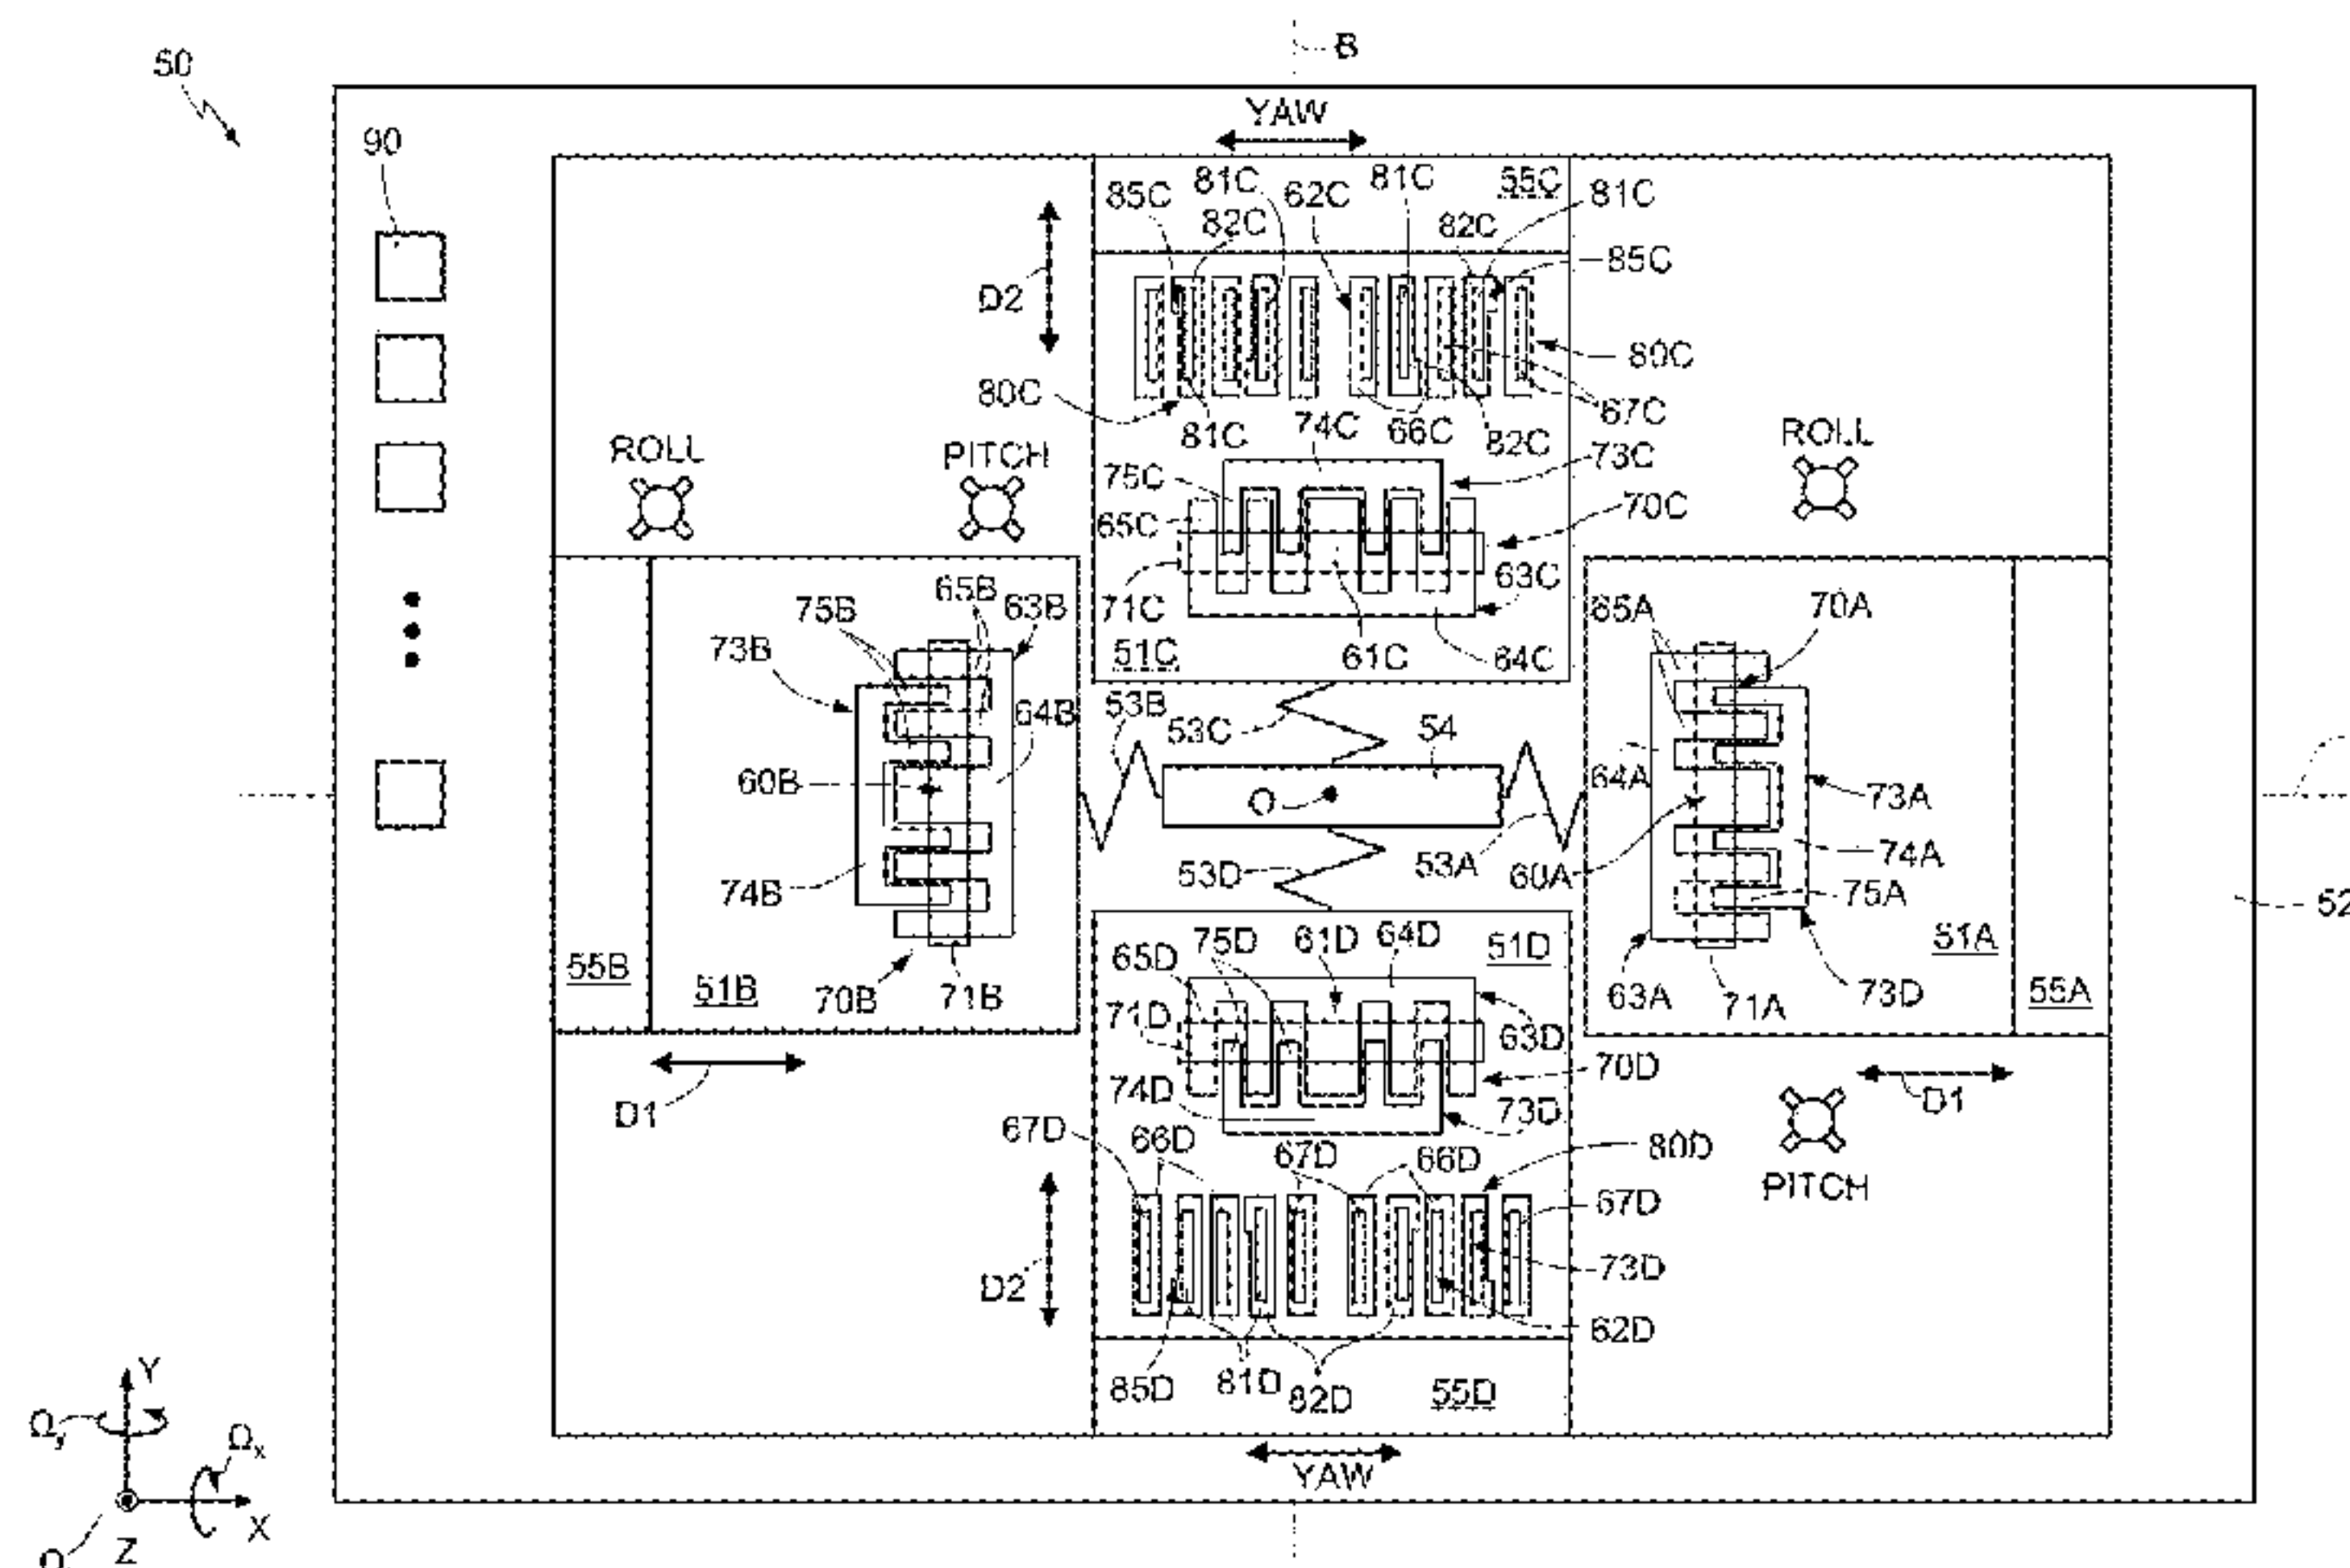 50
B
YAW
90
85C
81C
62C
81C
55C
81C
82C
82C
85C
D2
80C
80C
67C
81C
74C
66C
82C
ROLL
PITCH
ROLL
75C
73C
65C
70C
63C
71C
51C
61C
64C
75B
65B
63B
73B
64B
53B
53C
54
65A
70A
64A
60B
O
73A
74B
53D
53A
60A
74A
75A
52
55B
51B
70B
71B
65D
75D
61D
64D
51D
63A
71A
73D
51A
55A
71D
63D
70D
74D
73D
D1
D1
67D
66D
67D
66D
80D
PITCH
67D
73D
D2
62D
85D
81D
82D
55D
YAW
Y
Ωy
Ωx
X
Z